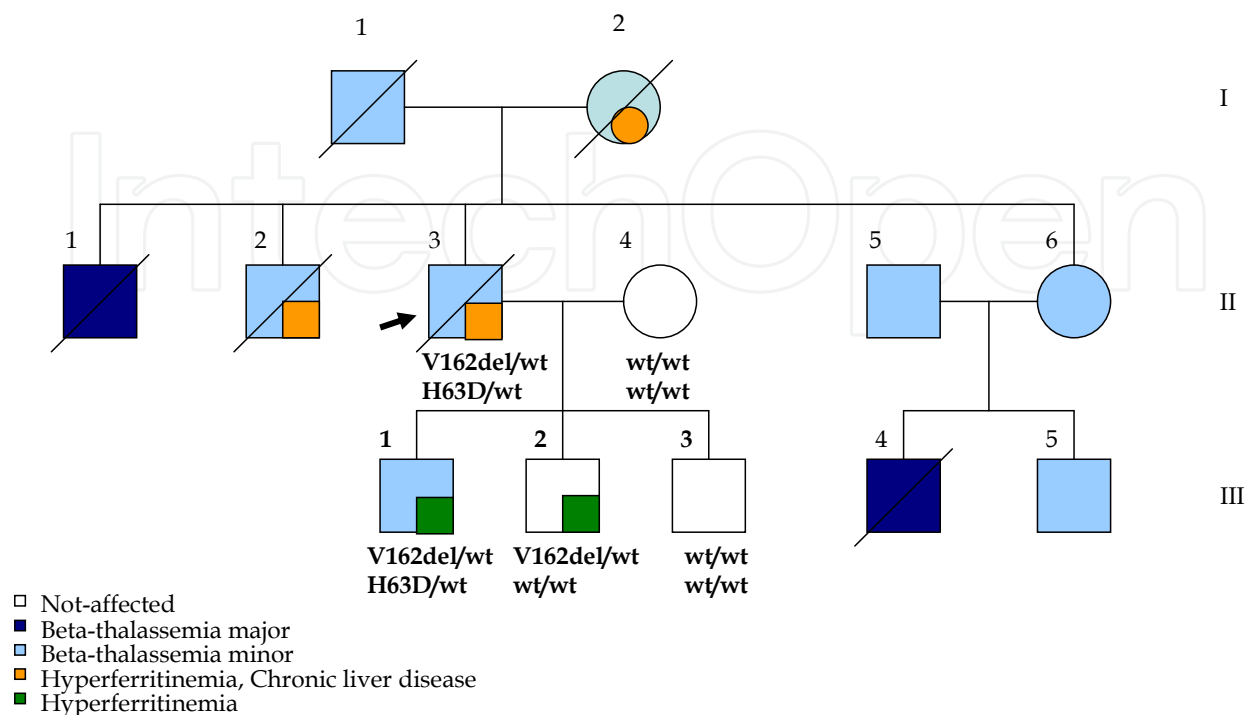 1 2
I
IntechOpen
1 2 3 4 5 6
II
V162del/wt wt/wt
H63D/wt wt/wt
1 2 3 4 5
III
V162del/wt V162del/wt wt/wt
H63D/wt wt/wt wt/wt
Not-affected
Beta-thalassemia major
Beta-thalassemia minor
Hyperferritinemia, Chronic liver disease
Hyperferritinemia